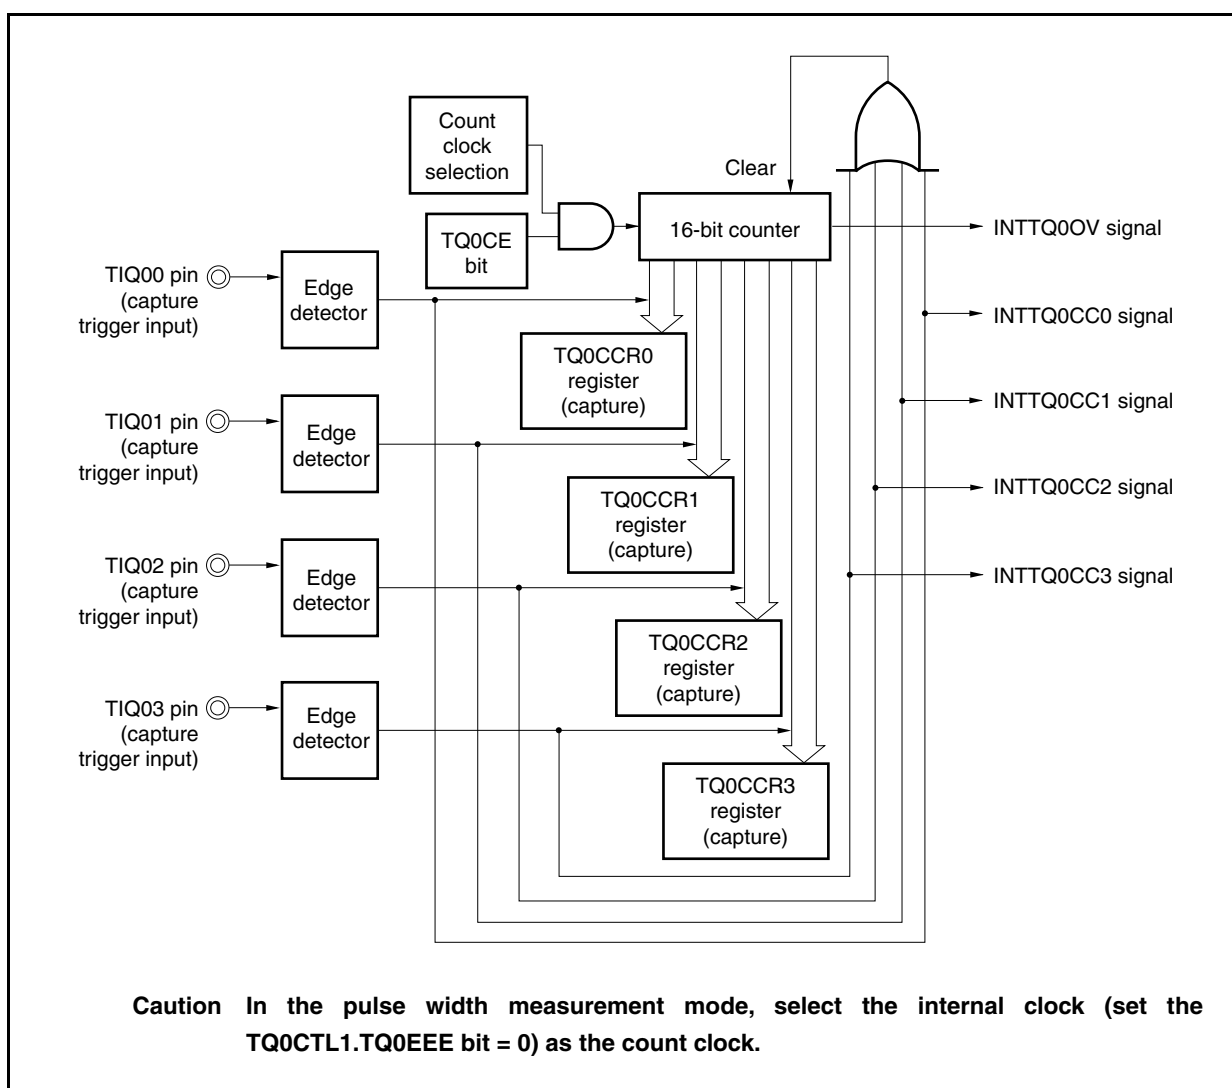 Count
clock
selection
Clear
TQ0CE
bit
16-bit counter
INTTQ0OV signal
TIQ00 pin
(capture
trigger input)
Edge
detector
INTTQ0CC0 signal
TQ0CCR0
register
(capture)
TIQ01 pin
(capture
trigger input)
Edge
detector
INTTQ0CC1 signal
TQ0CCR1
register
(capture)
INTTQ0CC2 signal
TIQ02 pin
(capture
trigger input)
Edge
detector
INTTQ0CC3 signal
TQ0CCR2
register
(capture)
TIQ03 pin
(capture
trigger input)
Edge
detector
TQ0CCR3
register
(capture)
Caution In the pulse width measurement mode, select the internal clock (set the
TQ0CTL1.TQ0EEE bit = 0) as the count clock.